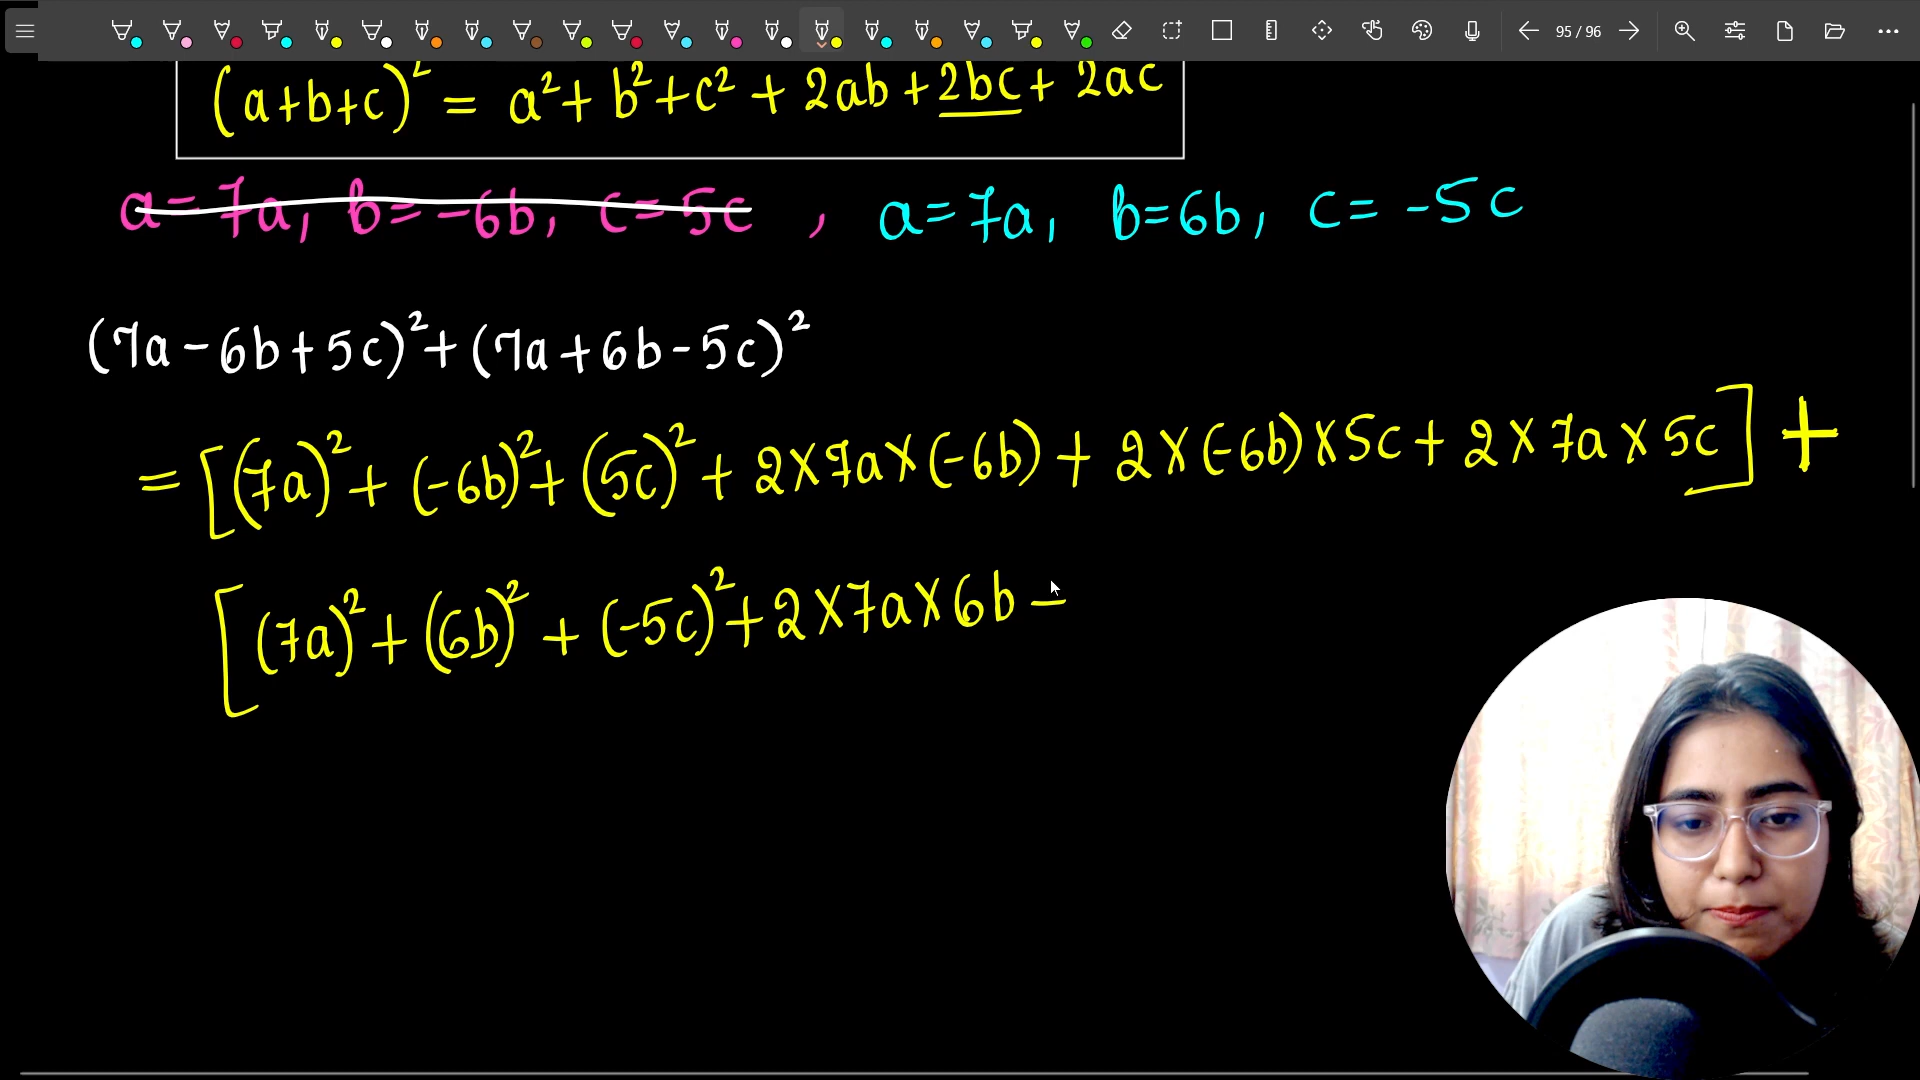 95 / 96
(a+b+c)² = a² + b² + c² + 2ab + 2bc + 2ac
a = 7a, b = -6b, c = 5c , a = 7a, b = 6b, c = -5c
(7a - 6b + 5c)² + (7a + 6b - 5c)²
= [(7a)² + (-6b)² + (5c)² + 2 × 7a × (-6b) + 2 × (-6b) × 5c + 2 × 7a × 5c] +
[(7a)² + (6b)² + (-5c)² + 2 × 7a × 6b -